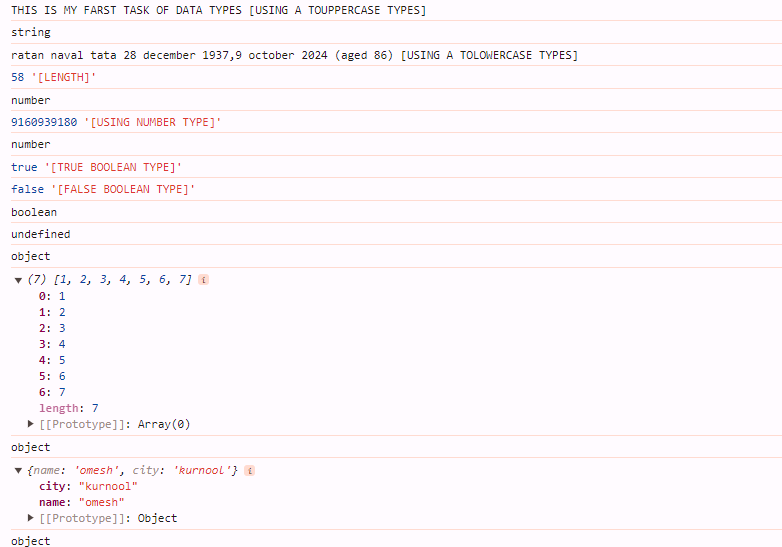 THIS IS MY FARST TASK OF DATA TYPES [USING A TOUPPERCASE TYPES]
string
ratan naval tata 28 december 1937,9 october 2024 (aged 86) [USING A TOLOWERCASE TYPES]
58 '[LENGTH]'
number
9160939180 '[USING NUMBER TYPE]'
number
true '[TRUE BOOLEAN TYPE]'
false '[FALSE BOOLEAN TYPE]'
boolean
undefined
object
(7) [1, 2, 3, 4, 5, 6, 7] i
0: 1
1: 2
2: 3
3: 4
4: 5
5: 6
6: 7
length: 7
[[Prototype]]: Array(0)
object
{name: 'omesh', city: 'kurnool'} i
city: "kurnool"
name: "omesh"
[[Prototype]]: Object
object